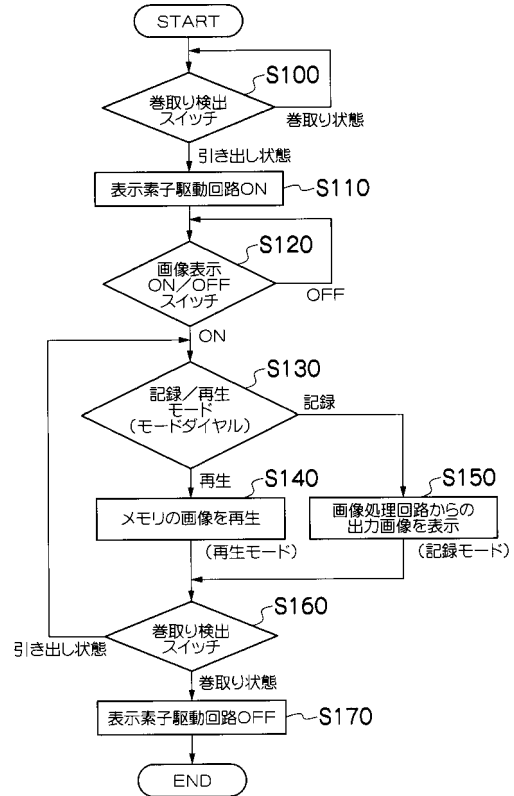 START
S100
巻取り検出
スイッチ
巻取り状態
引き出し状態
表示素子駆動回路ON
S110
S120
画像表示
ON／OFF
スイッチ
OFF
ON
S130
記録／再生
モード
（モードダイヤル）
記録
再生
S140
メモリの画像を再生
（再生モード）
S150
画像処理回路からの
出力画像を表示
（記録モード）
S160
巻取り検出
スイッチ
引き出し状態
巻取り状態
表示素子駆動回路OFF
S170
END